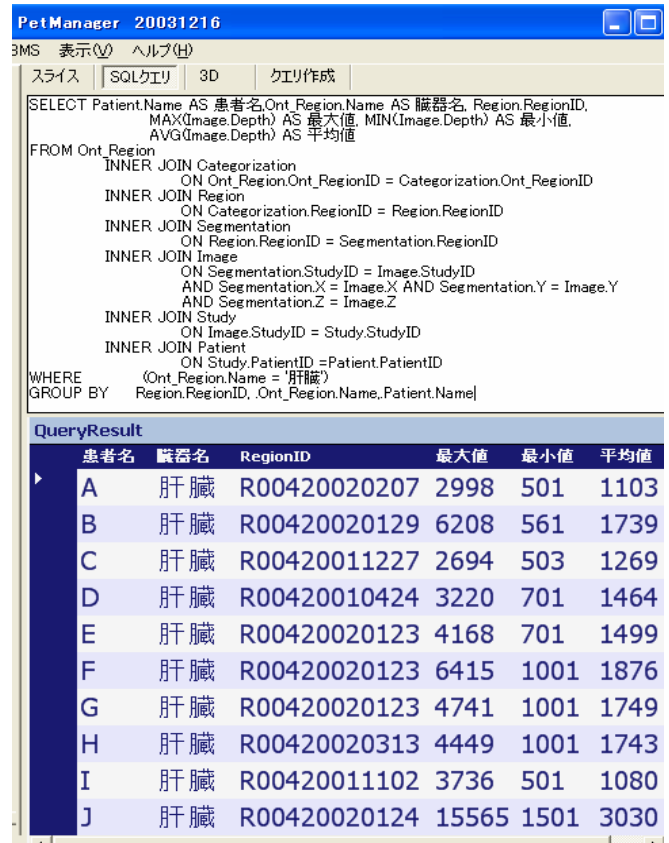 PetManager 20031216
BMS 表示(V) ヘルプ(H)
スライス SQLクエリ 3D クエリ作成
SELECT Patient.Name AS 患者名,Ont_Region.Name AS 臓器名, Region.RegionID,
MAX(Image.Depth) AS 最大値, MIN(Image.Depth) AS 最小値,
AVG(Image.Depth) AS 平均値
FROM Ont_Region
INNER JOIN Categorization
ON Ont_Region.Ont_RegionID = Categorization.Ont_RegionID
INNER JOIN Region
ON Categorization.RegionID = Region.RegionID
INNER JOIN Segmentation
ON Region.RegionID = Segmentation.RegionID
INNER JOIN Image
ON Segmentation.StudyID = Image.StudyID
AND Segmentation.X = Image.X AND Segmentation.Y = Image.Y
AND Segmentation.Z = Image.Z
INNER JOIN Study
ON Image.StudyID = Study.StudyID
INNER JOIN Patient
ON Study.PatientID =Patient.PatientID
WHERE (Ont_Region.Name = '肝臓')
GROUP BY Region.RegionID, .Ont_Region.Name,.Patient.Name
QueryResult
患者名 臓器名 RegionID 最大値 最小値 平均値
A 肝臓 R00420020207 2998 501 1103
B 肝臓 R00420020129 6208 561 1739
C 肝臓 R00420011227 2694 503 1269
D 肝臓 R00420010424 3220 701 1464
E 肝臓 R00420020123 4168 701 1499
F 肝臓 R00420020123 6415 1001 1876
G 肝臓 R00420020123 4741 1001 1749
H 肝臓 R00420020313 4449 1001 1743
I 肝臓 R00420011102 3736 501 1080
J 肝臓 R00420020124 15565 1501 3030